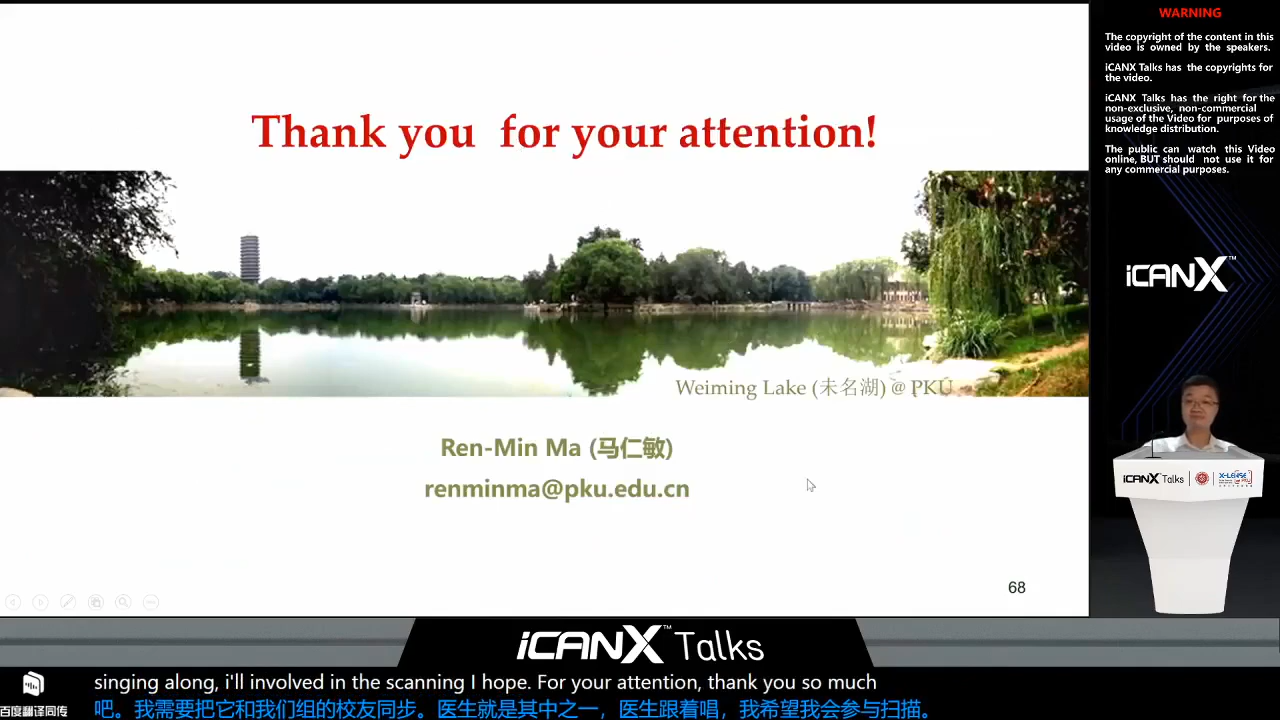 Thank you for your attention!
Weiming Lake (未名湖) @ PKU
Ren-Min Ma (马仁敏)
renminma@pku.edu.cn
68
WARNING
The copyright of the content in this
video is owned by the speakers.
iCANX Talks has the copyrights for
the video.
iCANX Talks has the right for the
non-exclusive, non-commercial
usage of the Video for purposes of
knowledge distribution.
The public can watch this Video
online, BUT should not use it for
any commercial purposes.
iCANX™
iCANX Talks
iCANX™ Talks
singing along, i'll involved in the scanning I hope. For your attention, thank you so much
百度翻译同传
吧。我需要把它和我们组的校友同步。医生就是其中之一，医生跟着唱，我希望我会参与扫描。